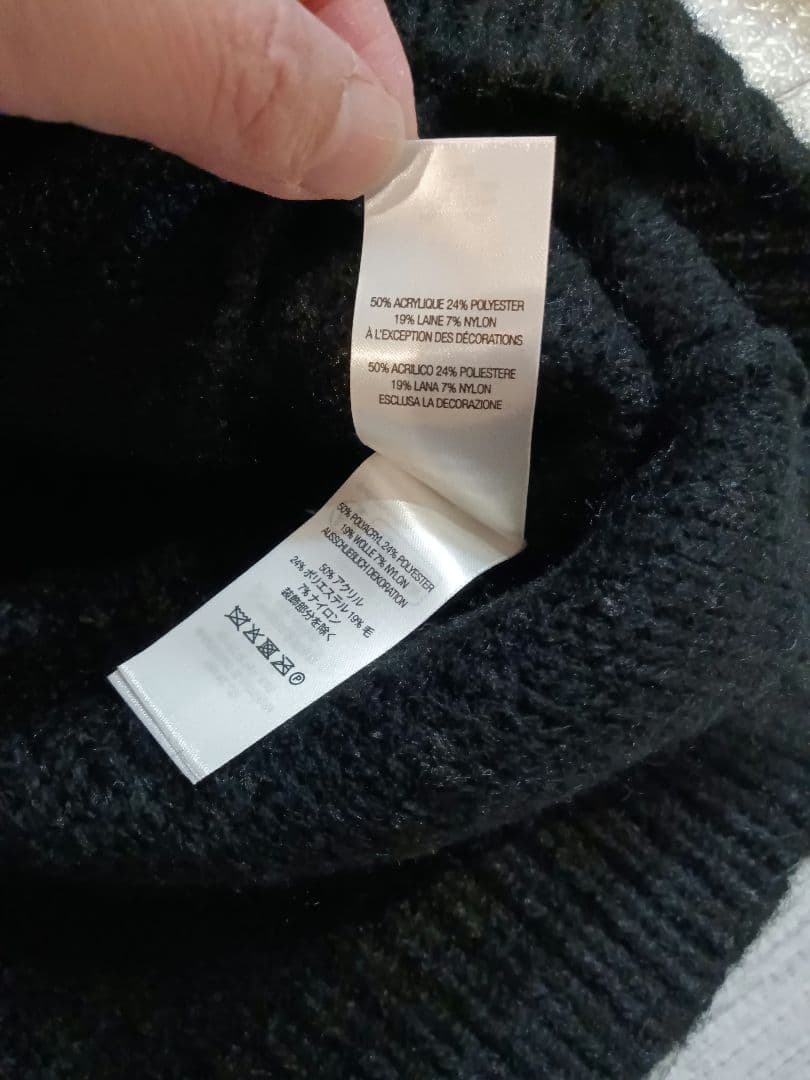 50% ACRYLIQUE 24% POLYESTER
19% LAINE 7% NYLON
À L'EXCEPTION DES DÉCORATIONS
50% ACRILICO 24% POLIESTERE
19% LANA 7% NYLON
ESCLUSA LA DECORAZIONE
50% POLYACRYL 24% POLYESTER
19% WOLLE 7% NYLON
AUSSCHLIEßLICH DEKORATION
50% アクリル
24% ポリエステル 19% 毛
7% ナイロン
装飾部分を除く
P